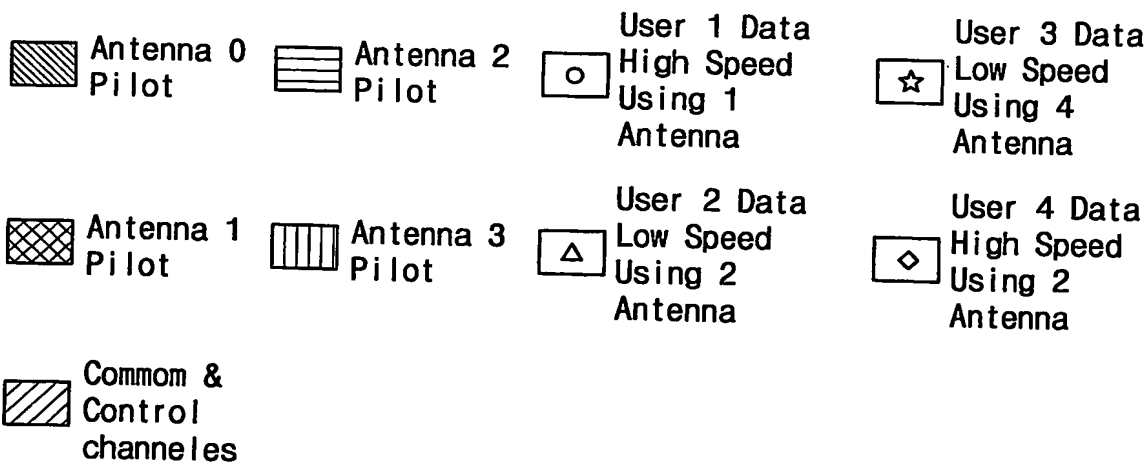 Antenna 0
Pilot
Antenna 2
Pilot
User 1 Data
High Speed
Using 1
Antenna
User 3 Data
Low Speed
Using 4
Antenna
Antenna 1
Pilot
Antenna 3
Pilot
User 2 Data
Low Speed
Using 2
Antenna
User 4 Data
High Speed
Using 2
Antenna
Commom &
Control
channeles